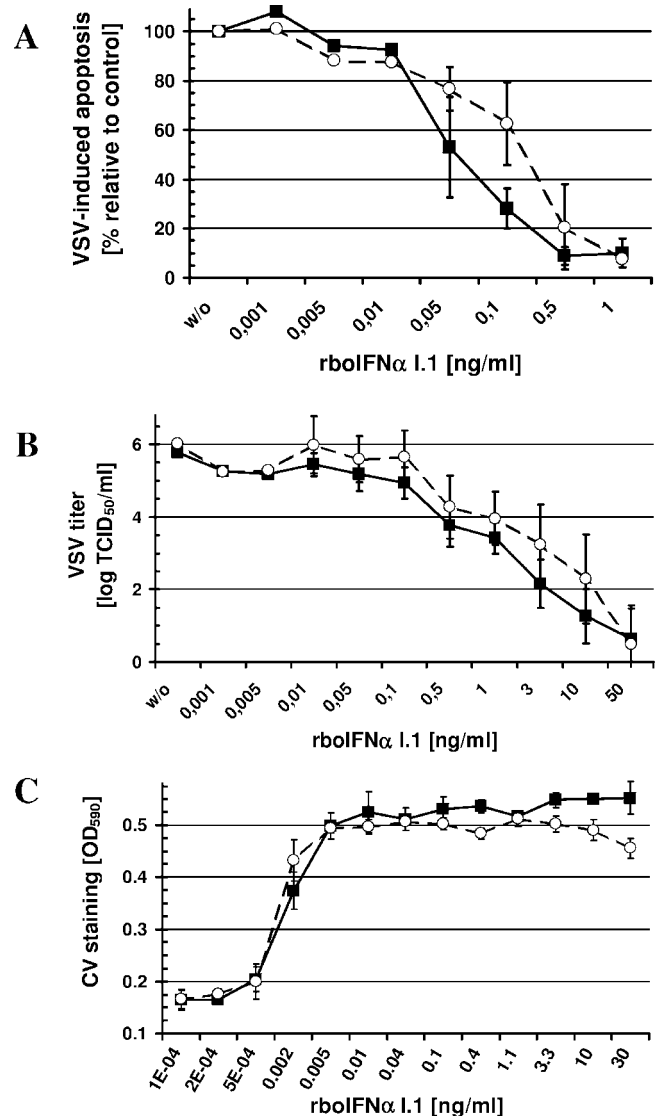 A
VSV-induced apoptosis
[% relative to control]
100
80
60
40
20
0
w/o
0,001
0,005
0,01
0,05
0,1
0,5
1
rboIFNα I.1 [ng/ml]
B
VSV titer
[log TCID50/ml]
6
4
2
0
w/o
0,001
0,005
0,01
0,05
0,1
0,5
1
3
10
50
rboIFNα I.1 [ng/ml]
C
CV staining [OD590]
0.5
0.4
0.3
0.2
0.1
1E-04
2E-04
5E-04
0.002
0.005
0.01
0.04
0.1
0.4
1.1
3.3
10
30
rboIFNα I.1 [ng/ml]